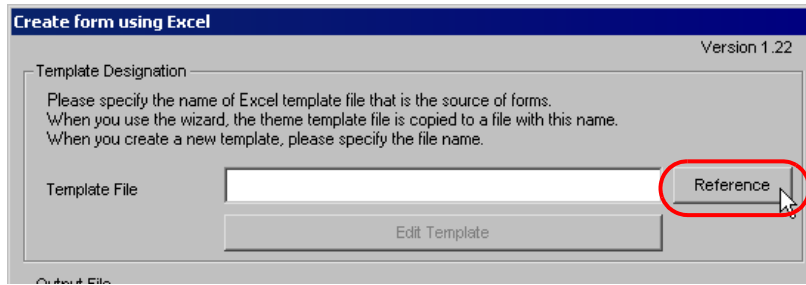 Create form using Excel
Version 1.22
Template Designation
Please specify the name of Excel template file that is the source of forms.
When you use the wizard, the theme template file is copied to a file with this name.
When you create a new template, please specify the file name.
Template File
Reference
Edit Template
Output File